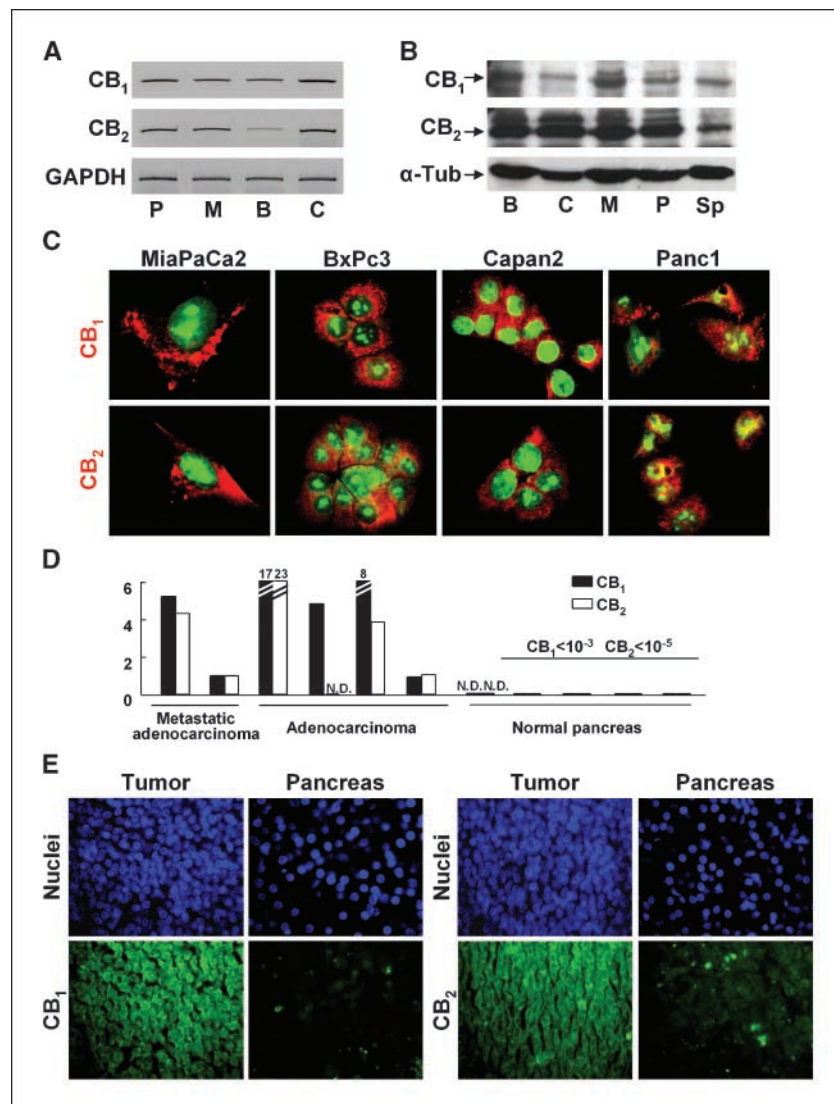 A
CB₁
CB₂
GAPDH
P M B C
B
CB₁
CB₂
α-Tub
B C M P Sp
C
MiaPaCa2 BxPc3 Capan2 Panc1
CB₁
CB₂
D
6
4
2
0
17 23
8
N.D.
CB₁
CB₂
CB₁<10⁻³ CB₂<10⁻⁵
N.D.N.D.
Metastatic
adenocarcinoma
Adenocarcinoma
Normal pancreas
E
Tumor Pancreas Tumor Pancreas
Nuclei
Nuclei
CB₁
CB₂